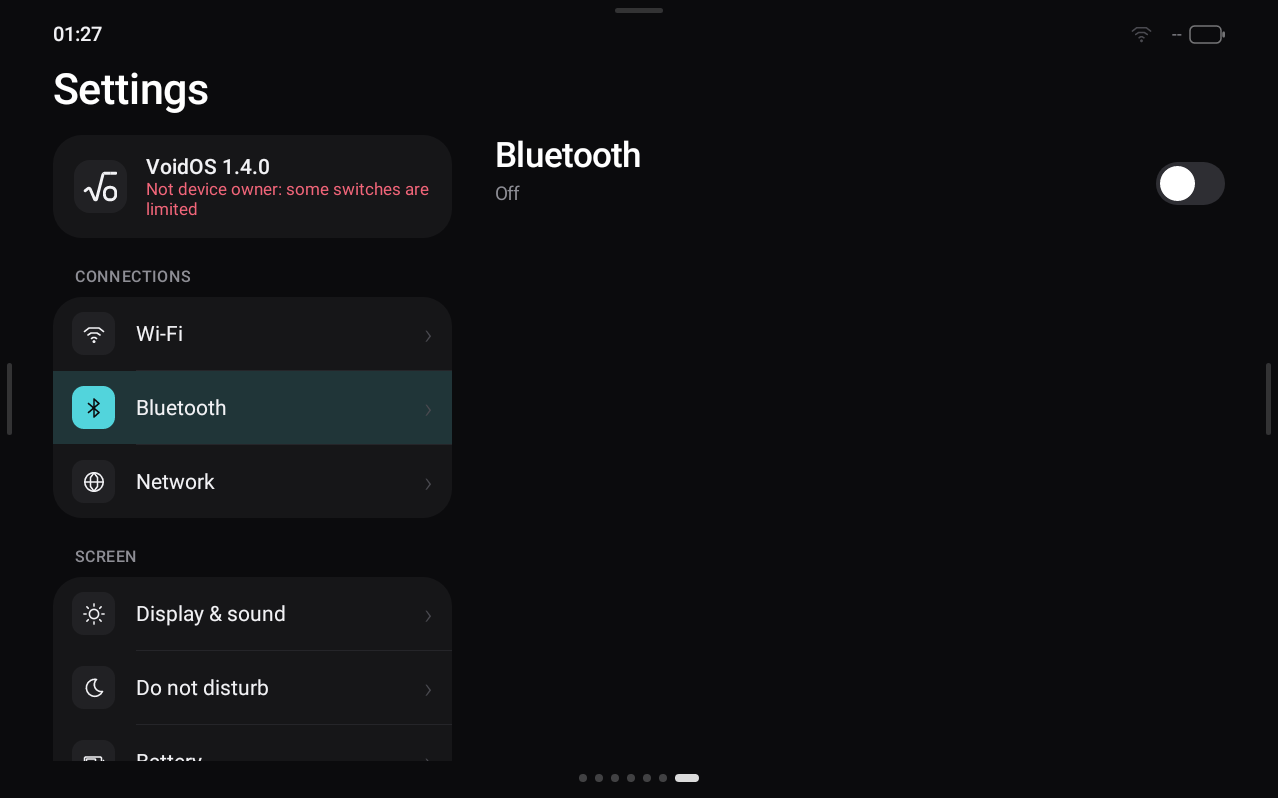 01:27
--
Settings
VoidOS 1.4.0
Not device owner: some switches are
limited
CONNECTIONS
Wi-Fi
Bluetooth
Network
SCREEN
Display & sound
Do not disturb
Battery
Bluetooth
Off